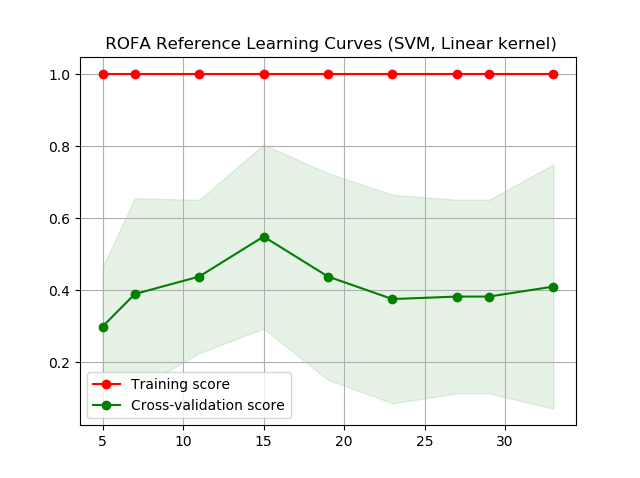 ROFA Reference Learning Curves (SVM, Linear kernel)
1.0
0.8
0.6
0.4
0.2
Training score
Cross-validation score
5 10 15 20 25 30